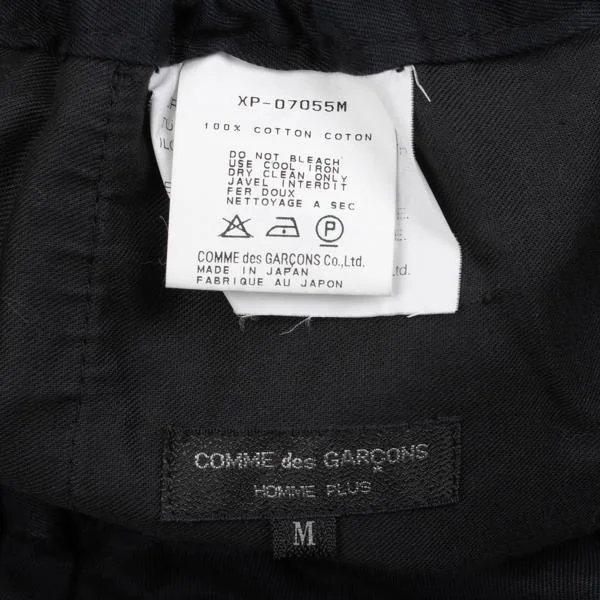 XP-07055M
100% COTTON COTON
DO NOT BLEACH
USE COOL IRON
DRY CLEAN ONLY
JAVEL INTERDIT
FER DOUX
NETTOYAGE A SEC
P
COMME des GARÇONS Co.,Ltd.
MADE IN JAPAN
FABRIQUE AU JAPON
Ltd.
COMME des GARÇONS
HOMME PLUS
M